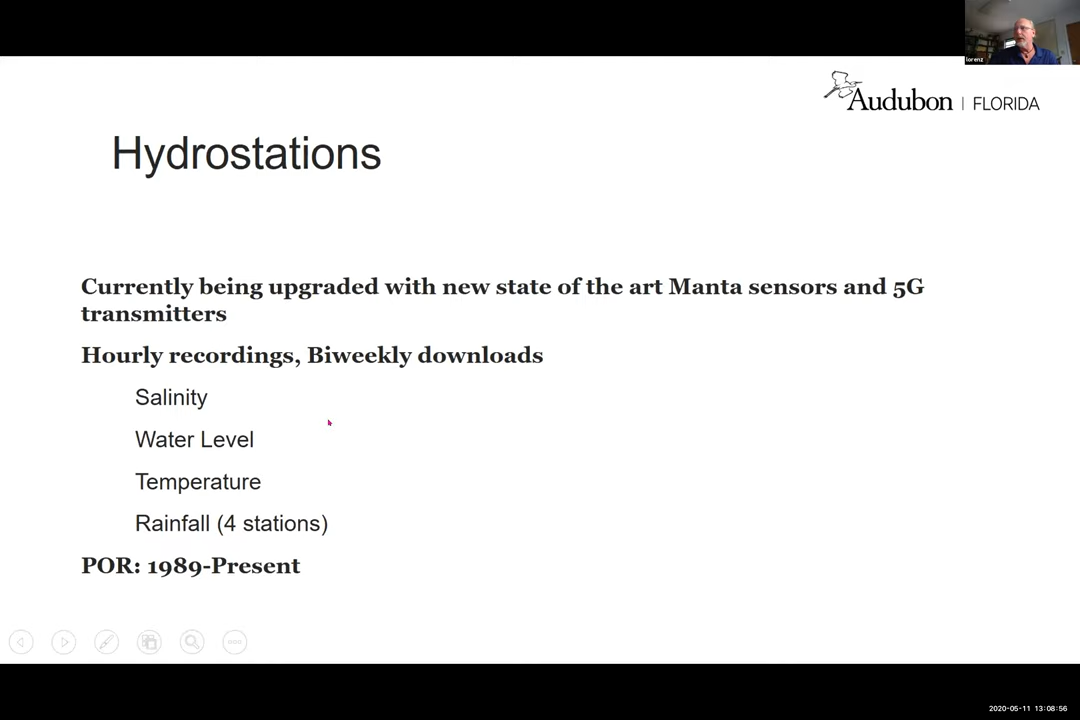 lorenz
Audubon | FLORIDA
Hydrostations
Currently being upgraded with new state of the art Manta sensors and 5G
transmitters
Hourly recordings, Biweekly downloads
Salinity
Water Level
Temperature
Rainfall (4 stations)
POR: 1989-Present
2020-05-11 13:08:56